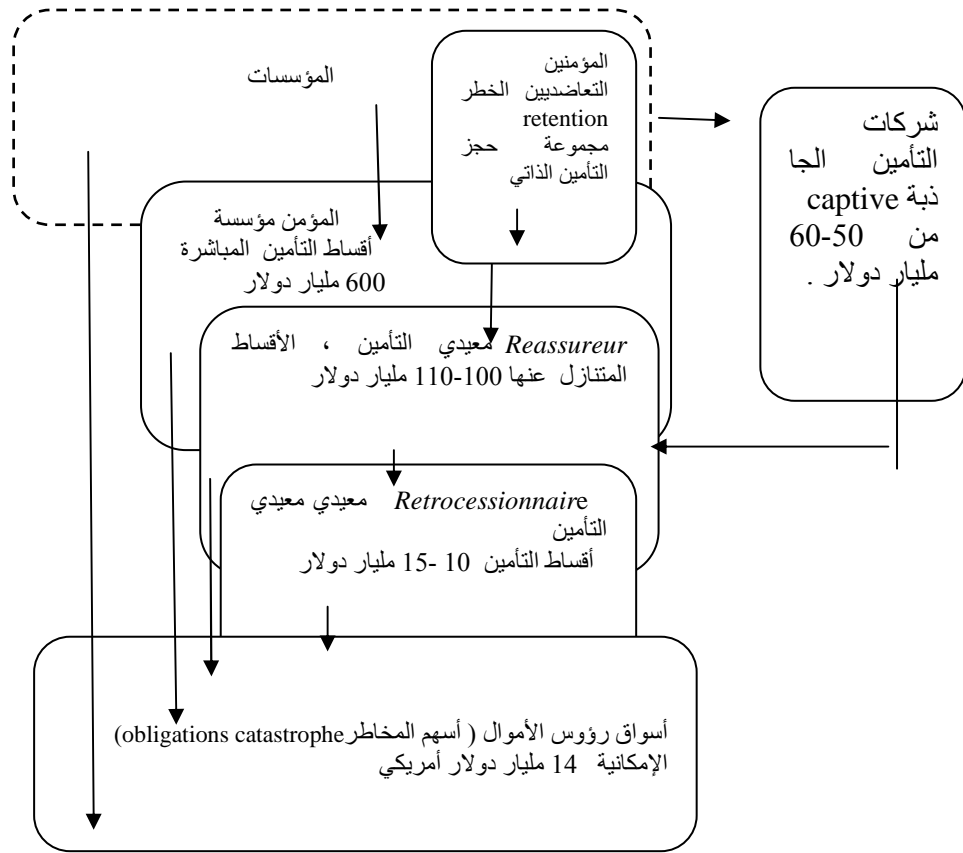 المؤسسات
المؤمنين
التعاضديين الخطر
retention
مجموعة حجز
التأمين الذاتي
شركات
التأمين الجا
ذبة captive
من 50-60
مليار دولار .
المؤمن مؤسسة
أقساط التأمين المباشرة
600 مليار دولار
Reassureur معيدي التأمين ، الأقساط
المتنازل عنها 100-110 مليار دولار
Retrocessionnaire معيدي معيدي
التأمين
أقساط التأمين 10 -15 مليار دولار
أسواق رؤوس الأموال ( أسهم المخاطرobligations catastrophe)
الإمكانية 14 مليار دولار أمريكي